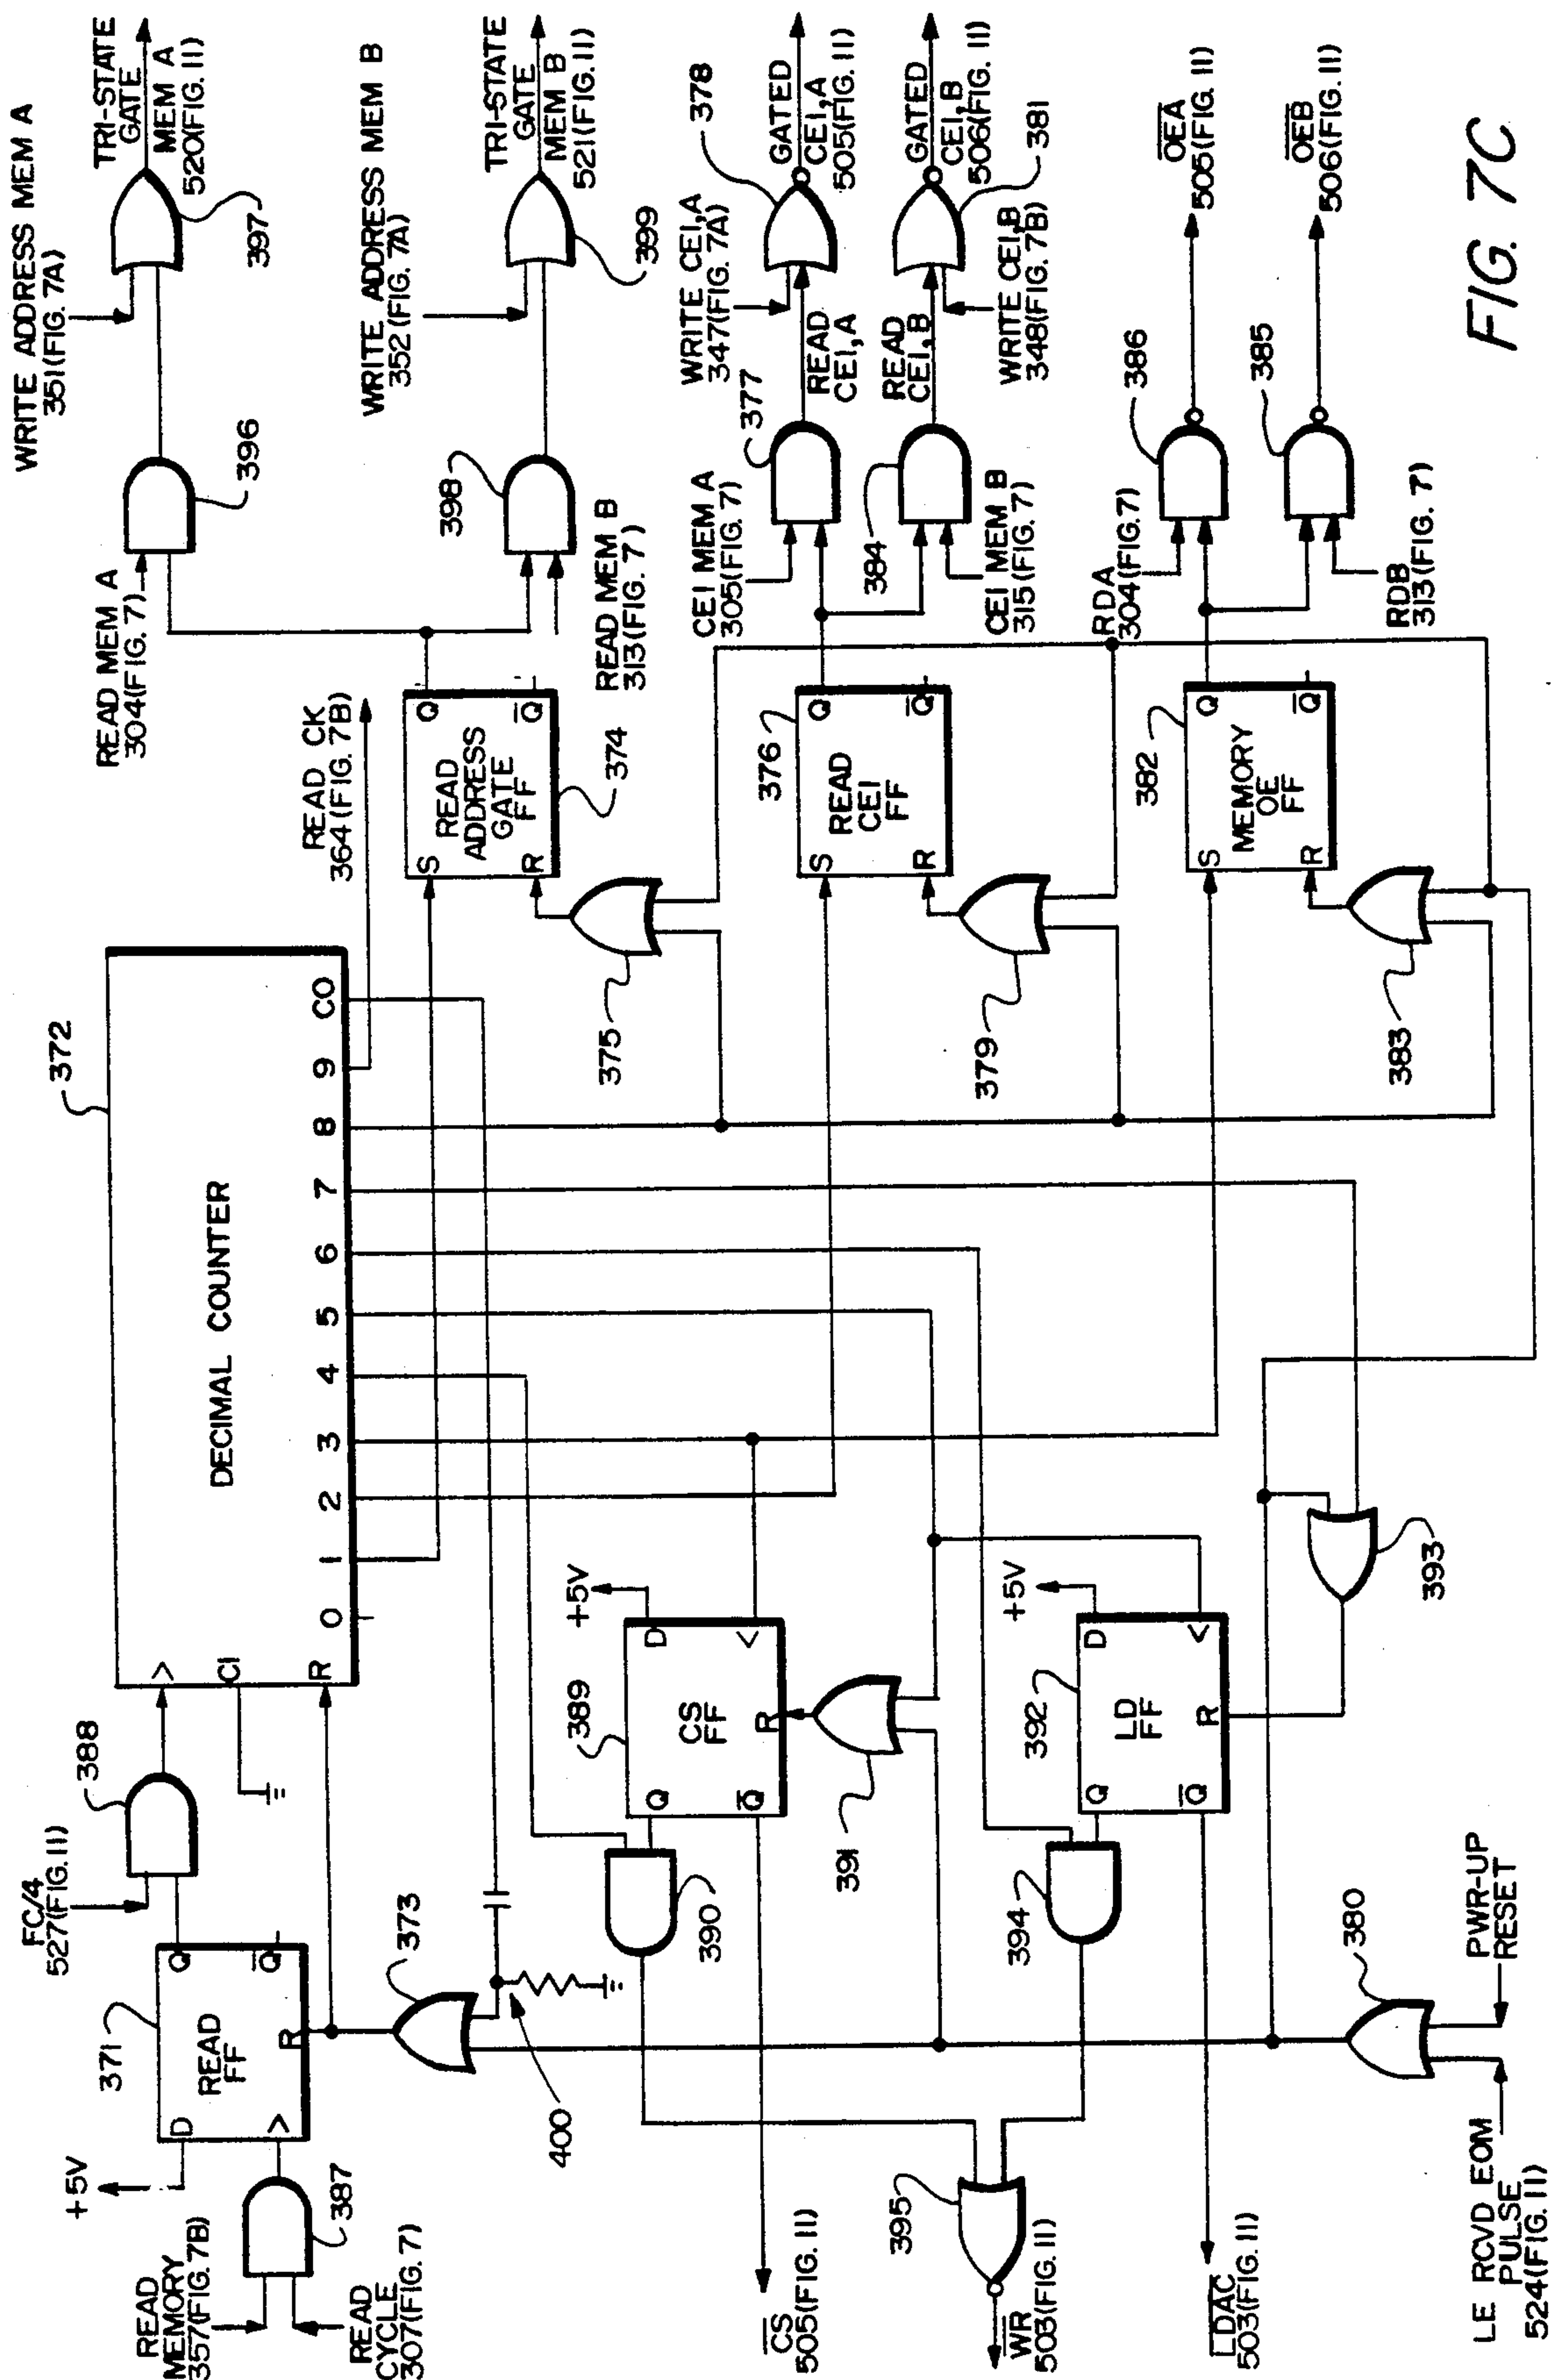 WRITE ADDRESS MEM A
351(FIG. 7A)
TRI-STATE
GATE
MEM A
520(FIG. 11)
397
READ MEM A
304(FIG. 7)
396
WRITE ADDRESS MEM B
352(FIG. 7A)
TRI-STATE
GATE
MEM B
521(FIG. 11)
399
398
READ MEM B
313(FIG. 7)
WRITE CE1,A
347(FIG. 7A)
378
GATED
CE1,A
505(FIG. 11)
377
READ
CE1,A
CE1 MEM A
305(FIG. 7)
READ
CE1,B
GATED
CE1,B
506(FIG. 11)
381
WRITE CE1,B
348(FIG. 7B)
384
CE1 MEM B
315(FIG. 7)
386
OEA
505(FIG. 11)
RDA
304(FIG. 7)
385
OEB
506(FIG. 11)
RDB
313(FIG. 7)
FIG. 7C
READ CK
364(FIG. 7B)
S
Q
READ
ADDRESS
GATE
FF
R
Q
374
375
376
S
Q
READ
CE1
FF
R
Q
379
382
S
Q
MEMORY
OE
FF
R
Q
383
372
DECIMAL COUNTER
CI
R
0
1
2
3
4
5
6
7
8
9
CO
FC/4
527(FIG. 11)
388
371
D
Q
READ
FF
R
Q
+5V
READ
MEMORY
357(FIG. 7B)
READ
CYCLE
307(FIG. 7)
387
373
400
+5V
389
D
Q
CS
FF
R
Q
390
391
CS
505(FIG. 11)
+5V
392
D
Q
LD
FF
R
Q
393
394
395
WR
503(FIG. 11)
LDAC
503(FIG. 11)
380
PWR-UP
RESET
LE RCVD EOM
PULSE
524(FIG. 11)